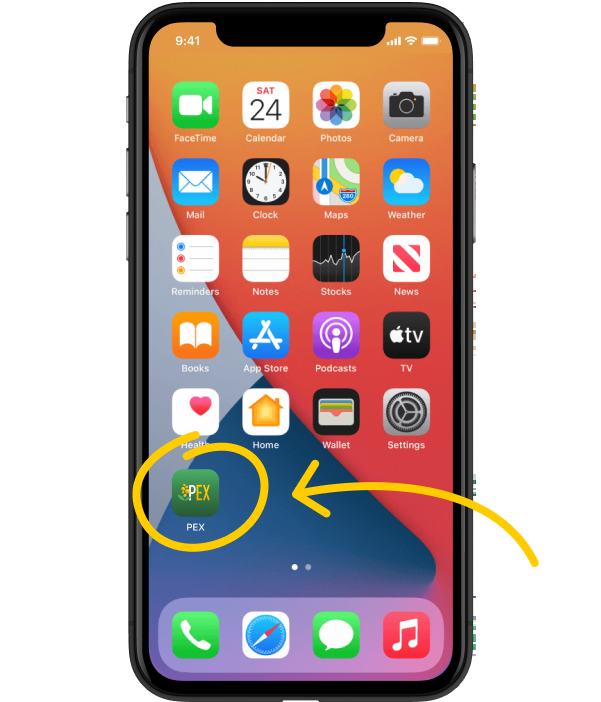 9:41
SAT
24
FaceTime Calendar Photos Camera
280
Mail Clock Maps Weather
Reminders Notes Stocks News
tv
Books App Store Podcasts TV
Health Home Wallet Settings
PEX
PEX